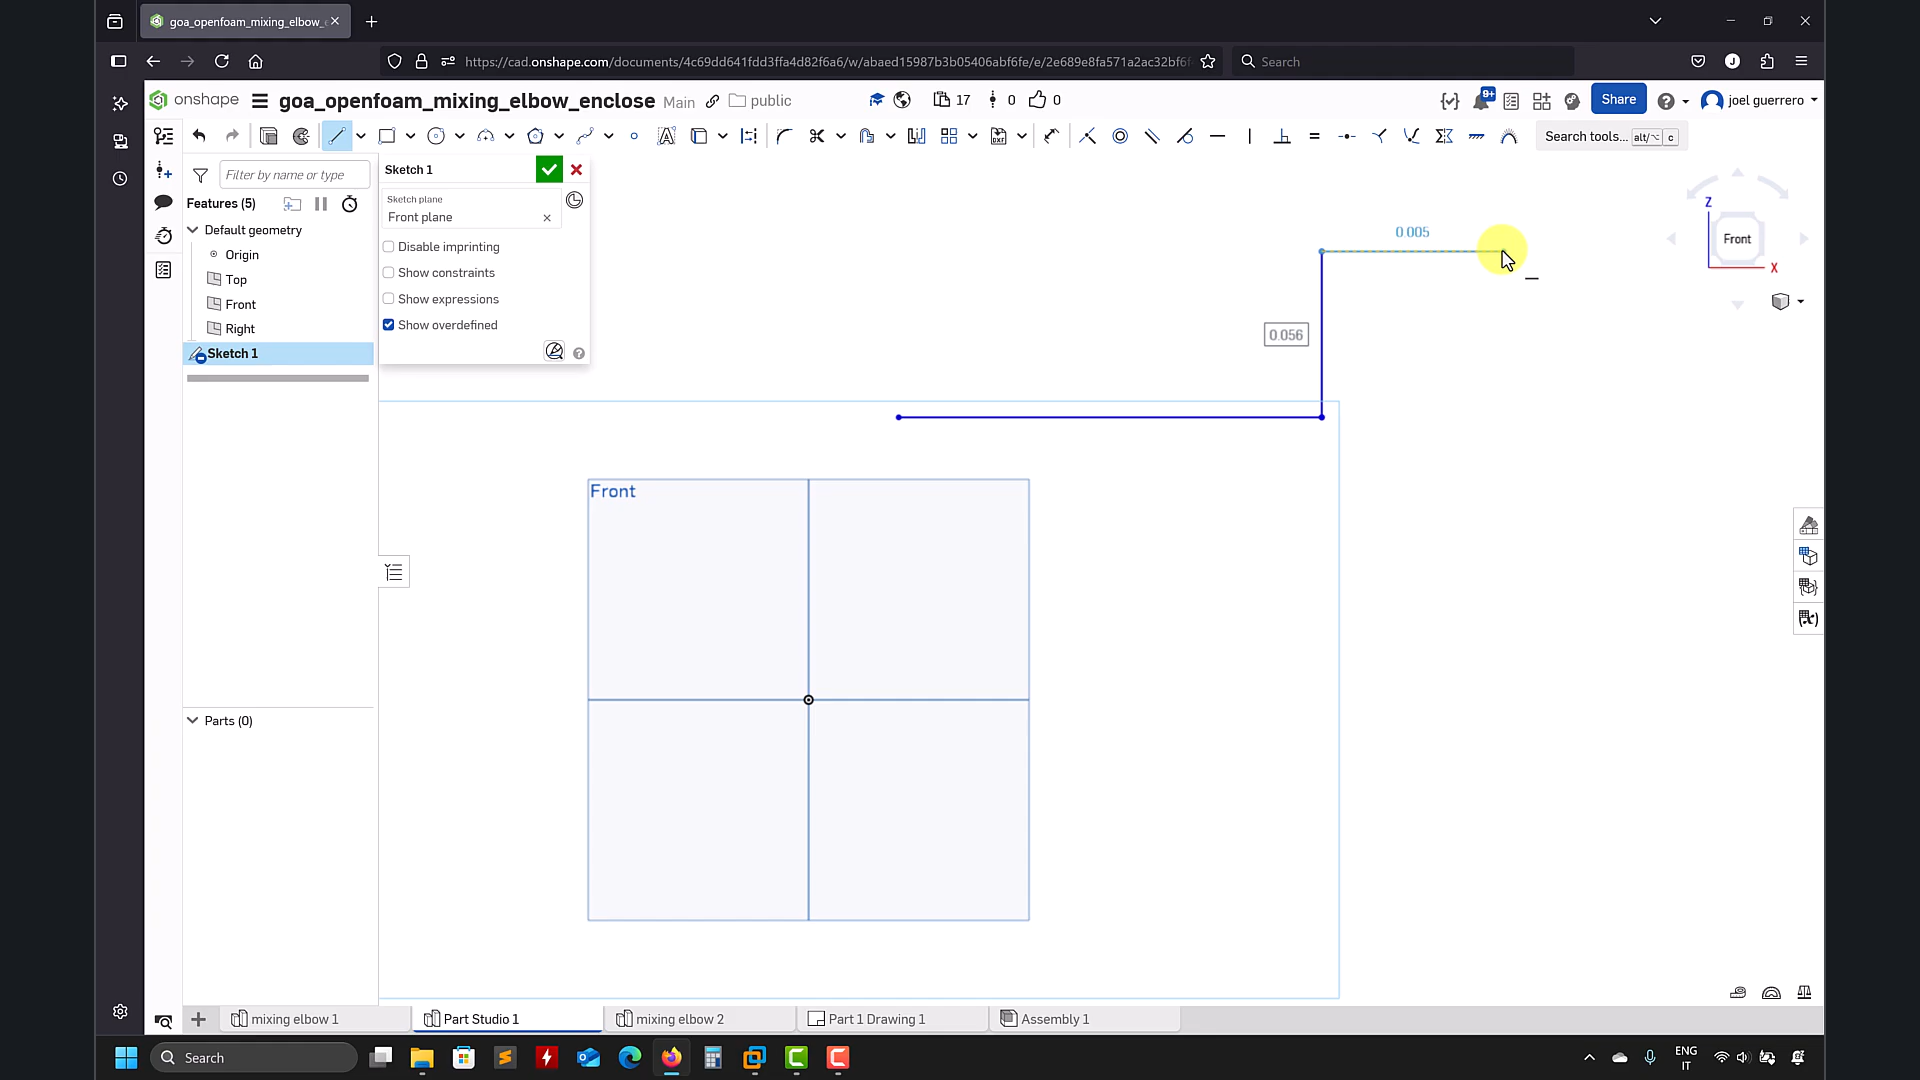 goa_openfoam_mixing_elbow_e
https://cad.onshape.com/documents/4c69dd641fdd3ffa4d82f6a6/w/abaed15987b3b05406abf6fe/e/2e689e8fa571a2ac32bf6f
Search
onshape
goa_openfoam_mixing_elbow_enclose
Main
public
17
0
0
9+
Share
joel guerrero
Search tools...
alt/⌥
c
Filter by name or type
Features (5)
Default geometry
Origin
Top
Front
Right
Sketch 1
Parts (0)
Sketch 1
Sketch plane
Front plane
Disable imprinting
Show constraints
Show expressions
Show overdefined
0.005
0.056
Front
Z
Front
X
mixing elbow 1
Part Studio 1
mixing elbow 2
Part 1 Drawing 1
Assembly 1
Search
ENG
IT